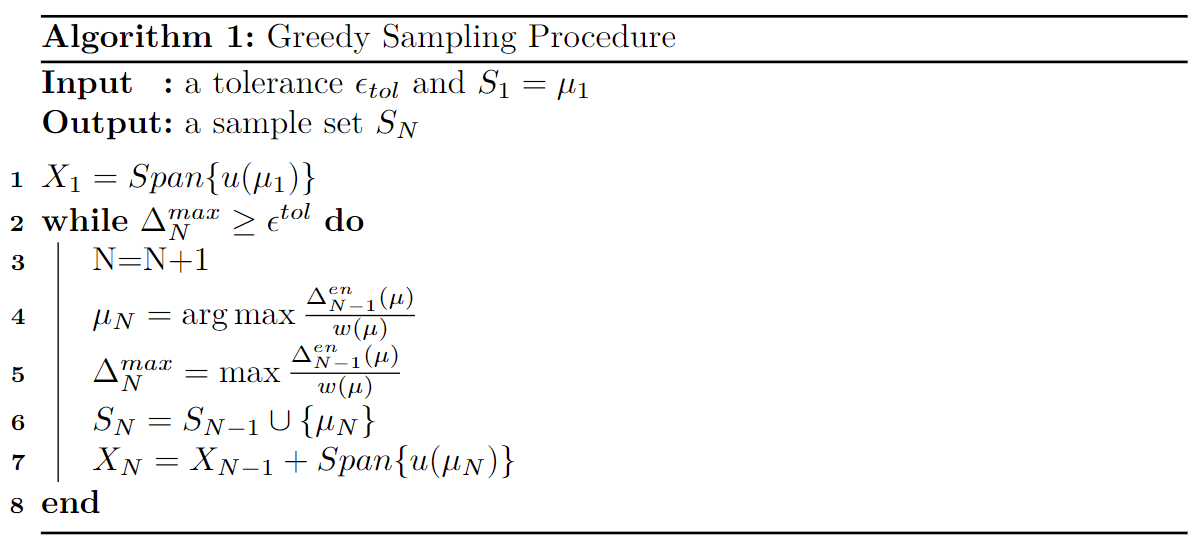 Algorithm 1: Greedy Sampling Procedure
Input : a tolerance $\epsilon_{tol}$ and $S_1 = \mu_1$
Output: a sample set $S_N$
1 $X_1 = Span\{u(\mu_1)\}$
2 while $\Delta_N^{max} \geq \epsilon^{tol}$ do
3 N=N+1
4 $\mu_N = \arg\max \frac{\Delta_{N-1}^{en}(\mu)}{w(\mu)}$
5 $\Delta_N^{max} = \max \frac{\Delta_{N-1}^{en}(\mu)}{w(\mu)}$
6 $S_N = S_{N-1} \cup \{\mu_N\}$
7 $X_N = X_{N-1} + Span\{u(\mu_N)\}$
8 end